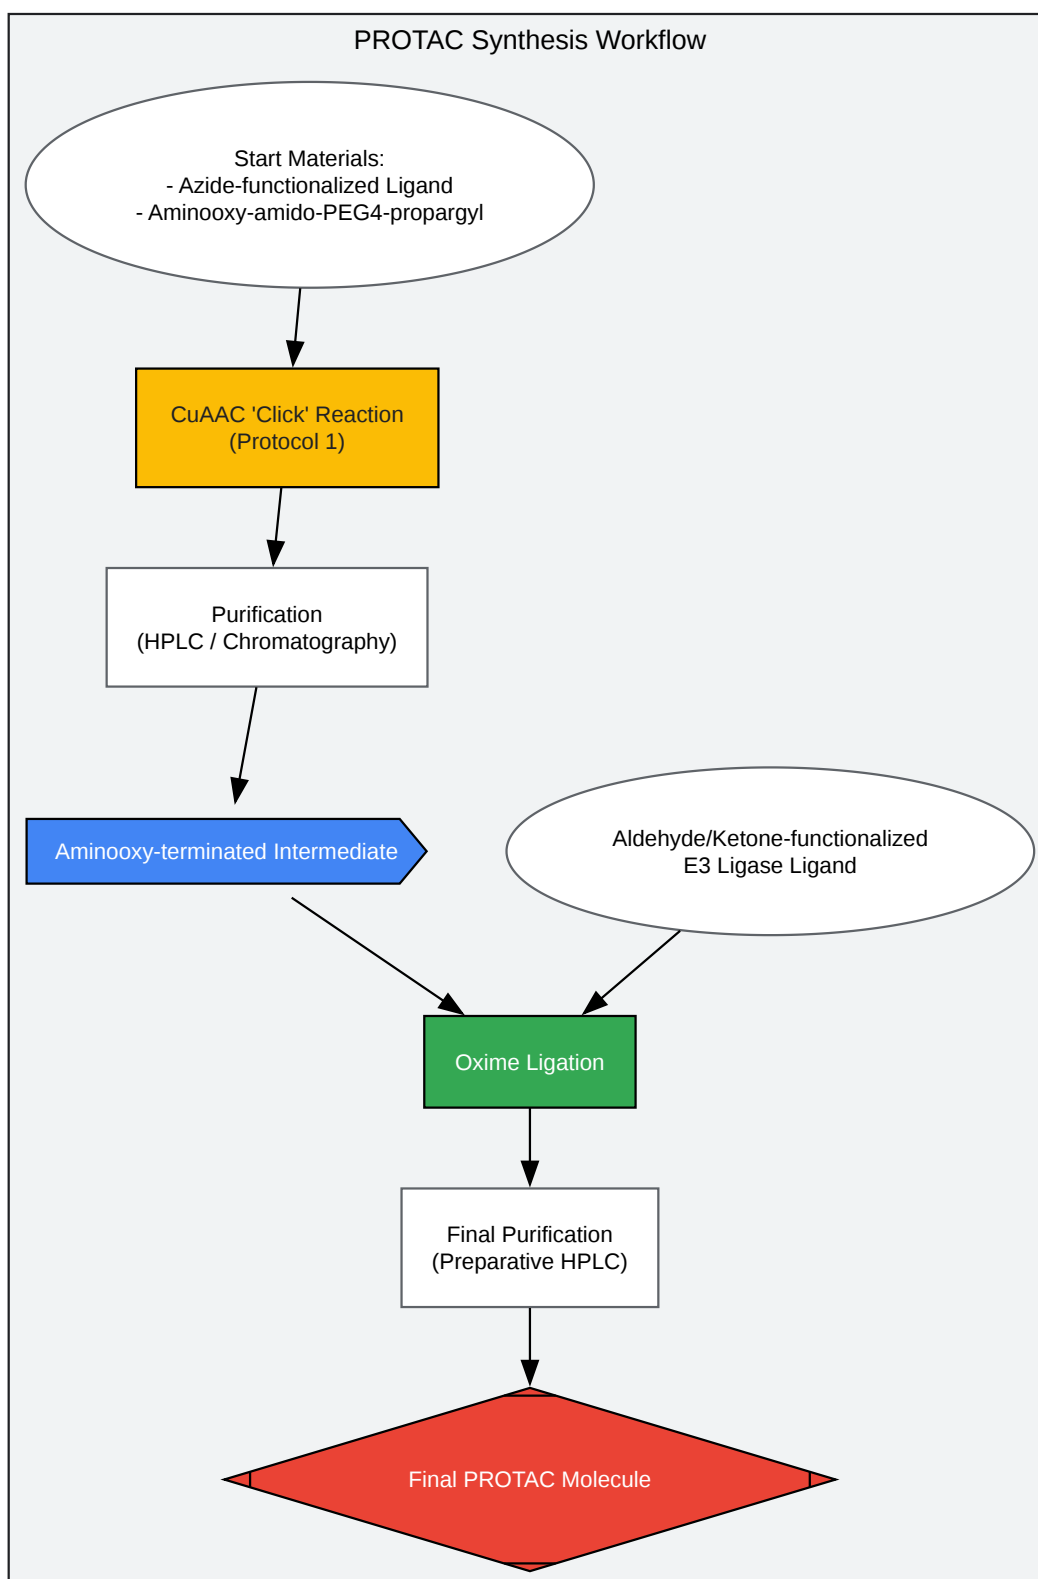 PROTAC Synthesis Workflow
Start Materials:
- Azide-functionalized Ligand
- Aminooxy-amido-PEG4-propargyl
CuAAC 'Click' Reaction
(Protocol 1)
Purification
(HPLC / Chromatography)
Aminooxy-terminated Intermediate
Aldehyde/Ketone-functionalized
E3 Ligase Ligand
Oxime Ligation
Final Purification
(Preparative HPLC)
Final PROTAC Molecule